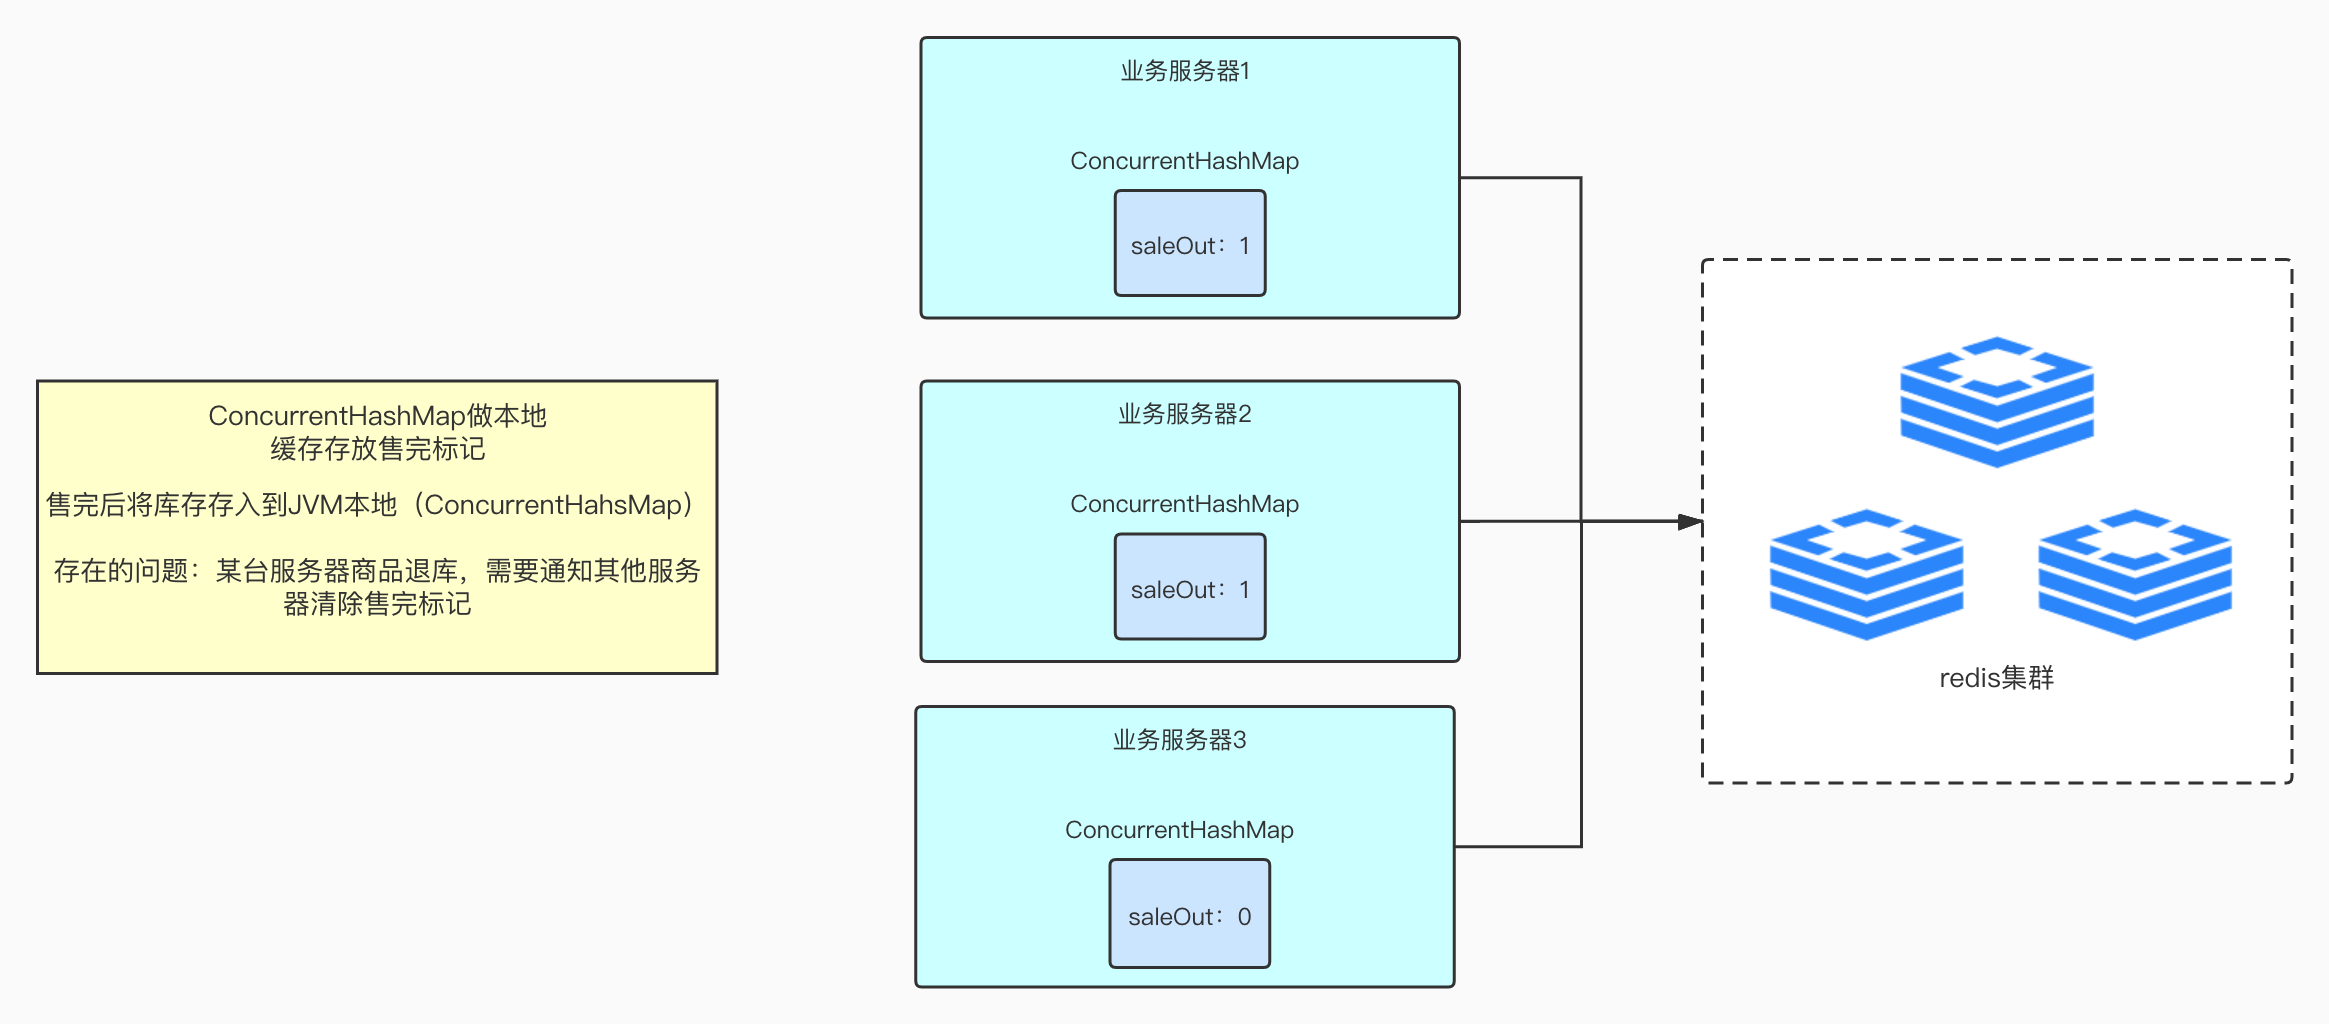 ConcurrentHashMap做本地
缓存存放售完标记
售完后将库存存入到JVM本地（ConcurrentHahsMap）
存在的问题：某台服务器商品退库，需要通知其他服务
器清除售完标记
业务服务器1
ConcurrentHashMap
saleOut：1
业务服务器2
ConcurrentHashMap
saleOut：1
业务服务器3
ConcurrentHashMap
saleOut：0
redis集群